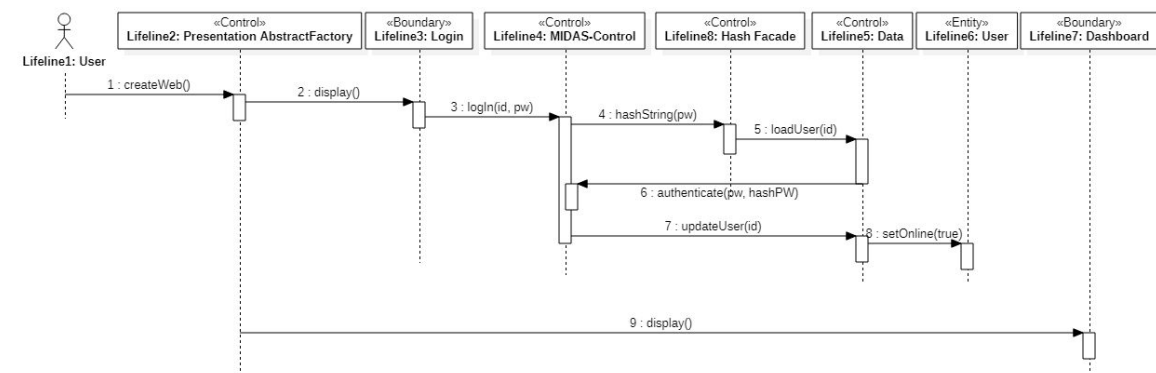 «Control»
Lifeline2: Presentation AbstractFactory
«Boundary»
Lifeline3: Login
«Control»
Lifeline4: MIDAS-Control
«Control»
Lifeline8: Hash Facade
«Control»
Lifeline5: Data
«Entity»
Lifeline6: User
«Boundary»
Lifeline7: Dashboard
Lifeline1: User
1 : createWeb()
2 : display()
3 : logIn(id, pw)
4 : hashString(pw)
5 : loadUser(id)
6 : authenticate(pw, hashPW)
7 : updateUser(id)
8 : setOnline(true)
9 : display()